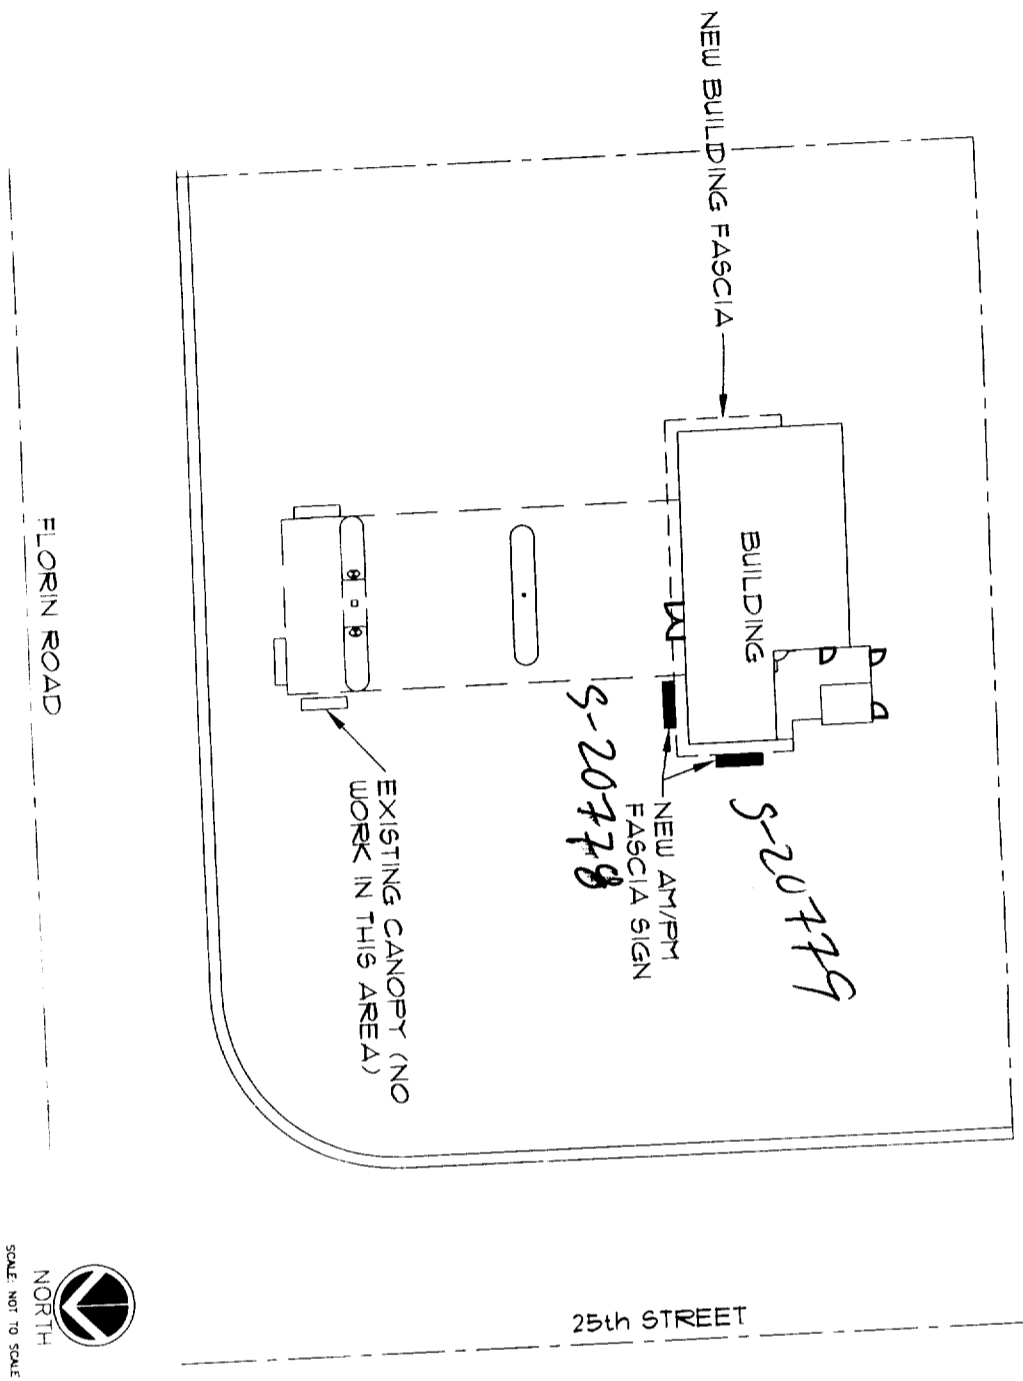 NEW BUILDING FASCIA
BUILDING
S-20779
NEW AM/PM
FASCIA SIGN
S-20778
EXISTING CANOPY (NO
WORK IN THIS AREA)
FLORIN ROAD
25th STREET
NORTH
SCALE: NOT TO SCALE